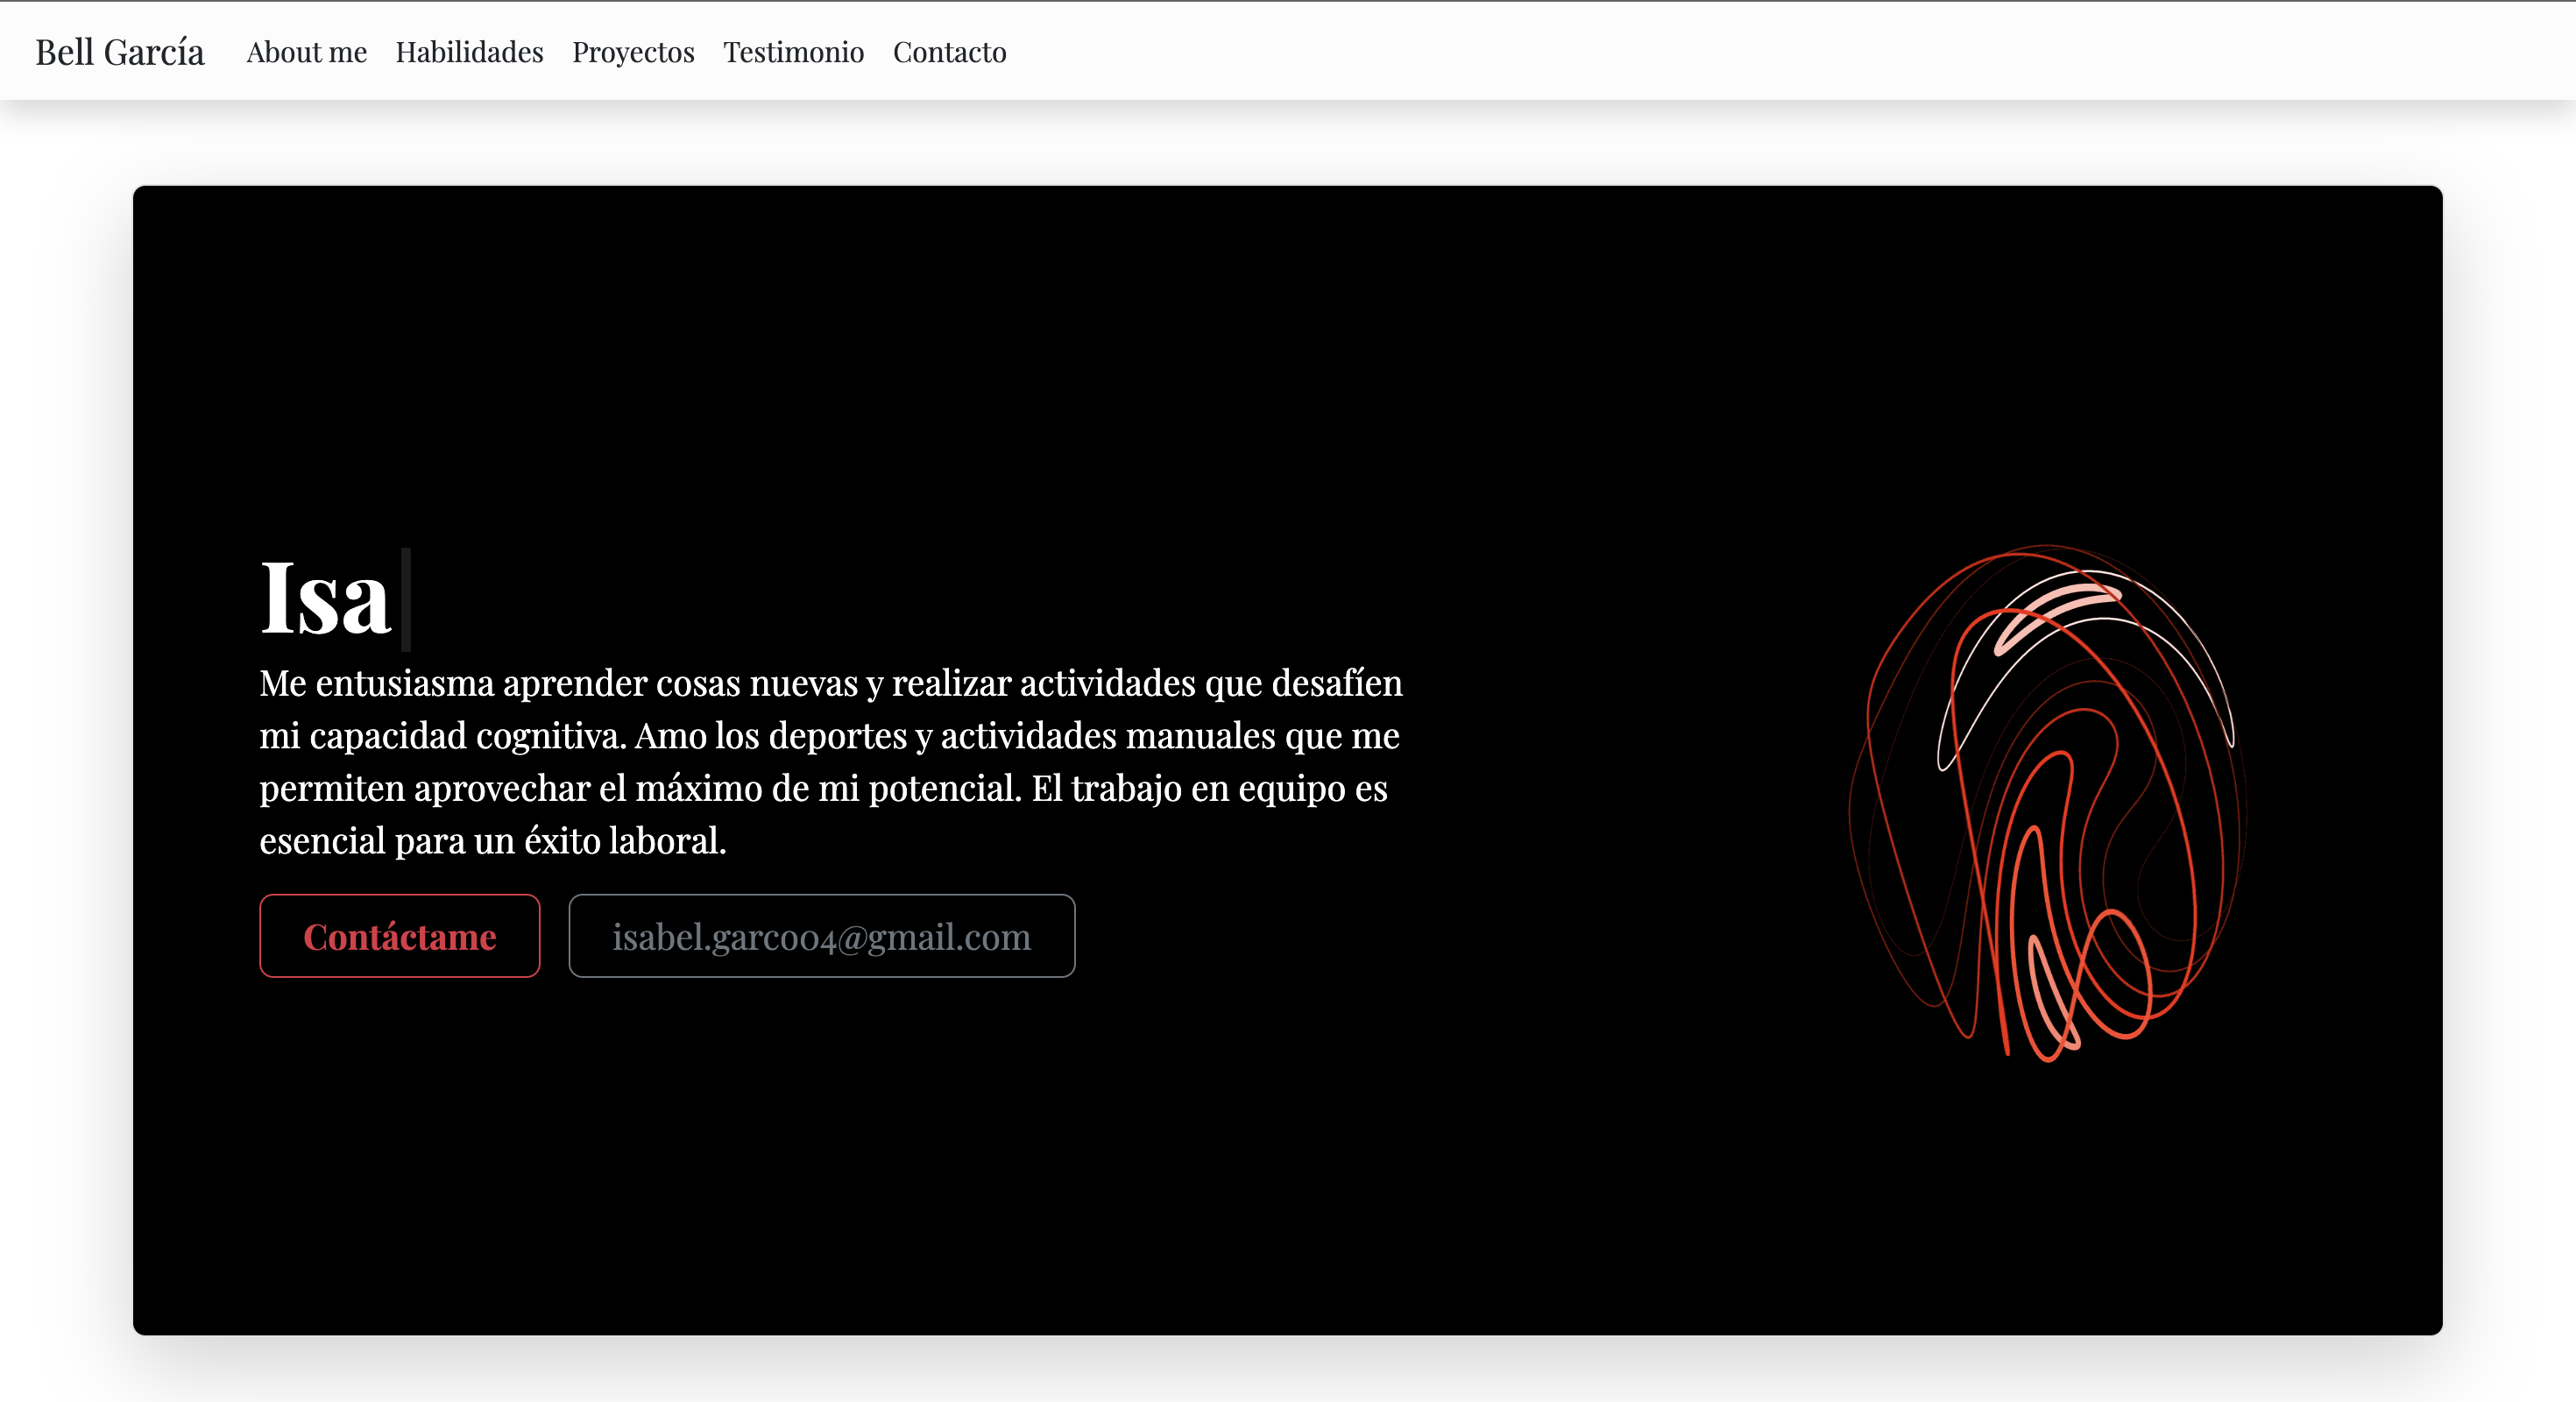 Bell García About me Habilidades Proyectos Testimonio Contacto
Isa
Me entusiasma aprender cosas nuevas y realizar actividades que desafíen
mi capacidad cognitiva. Amo los deportes y actividades manuales que me
permiten aprovechar el máximo de mi potencial. El trabajo en equipo es
esencial para un éxito laboral.
Contáctame isabel.garc004@gmail.com